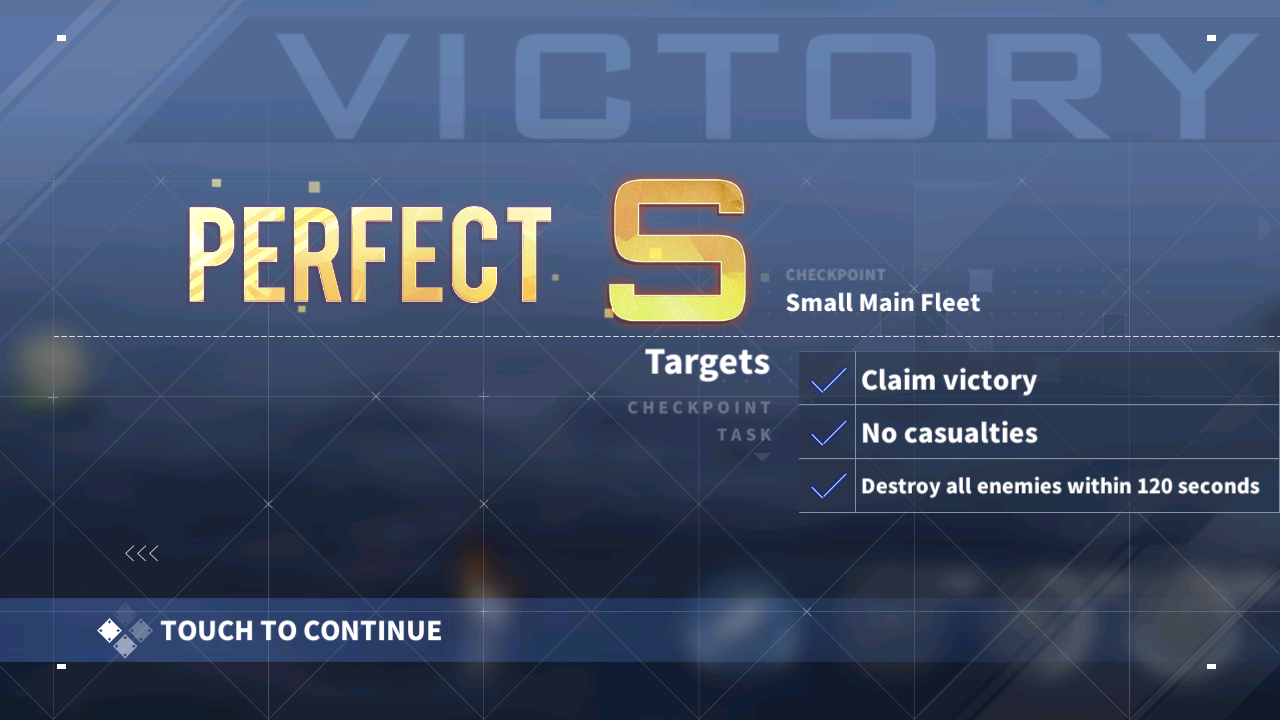 VICTORY
PERFECT S
CHECKPOINT
Small Main Fleet
Targets
CHECKPOINT
TASK
Claim victory
No casualties
Destroy all enemies within 120 seconds
TOUCH TO CONTINUE